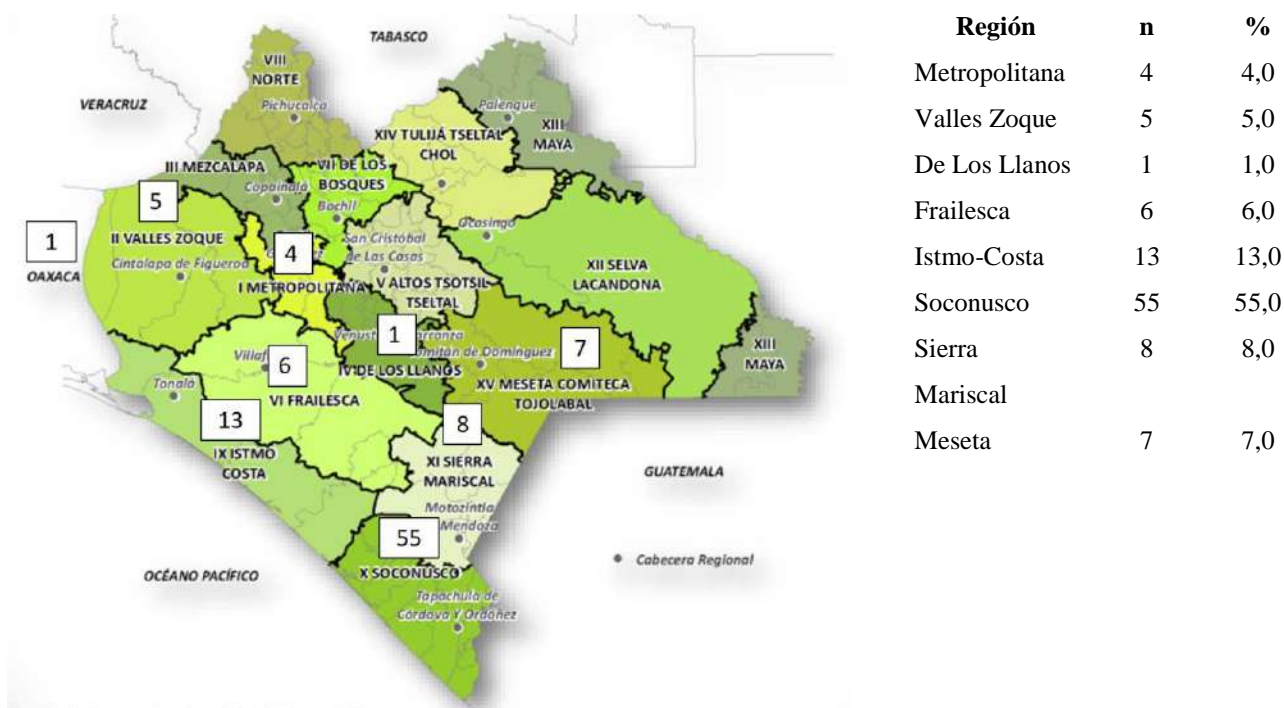 TABASCO
VIII
NORTE
VERACRUZ
Pichucalco
Palenque
XIII
MAYA
XIV TULIJÁ TSELTAL
CHOL
III MEZCALAPA
VII DE LOS
BOSQUES
Copainalá
5
Bochil
Ocosingo
1
II VALLES ZOQUE
4
San Cristóbal
de Las Casas
OAXACA
Cintalapa de Figueroa
XII SELVA
LACANDONA
I METROPOLITANA
V ALTOS TSOTSIL
TSELTAL
1
7
XIII
MAYA
6
IV DE LOS LLANOS
Comitán de Domínguez
Tonalá
VI FRAILESCA
XV MESETA COMITECA
TOJOLABAL
13
8
IX ISTMO
COSTA
XI SIERRA
MARISCAL
GUATEMALA
Motozintla
Mendoza
55
Cabecera Regional
OCÉANO PACÍFICO
X SOCONUSCO
Tapachula de
Córdova Y Ordóñez
Región n %
Metropolitana 4 4,0
Valles Zoque 5 5,0
De Los Llanos 1 1,0
Frailesca 6 6,0
Istmo-Costa 13 13,0
Soconusco 55 55,0
Sierra 8 8,0
Mariscal
Meseta 7 7,0